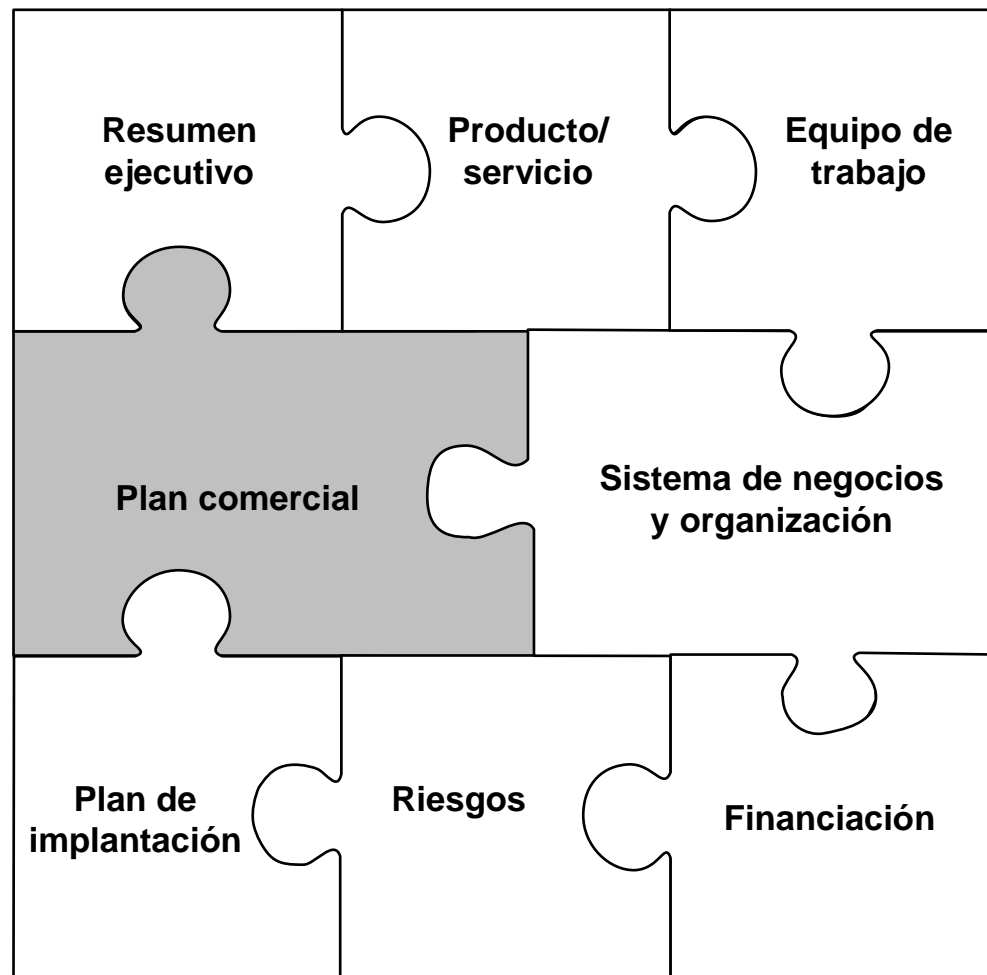 Resumen
ejecutivo
Producto/
servicio
Equipo de
trabajo
Plan comercial
Sistema de negocios
y organización
Plan de
implantación
Riesgos
Financiación